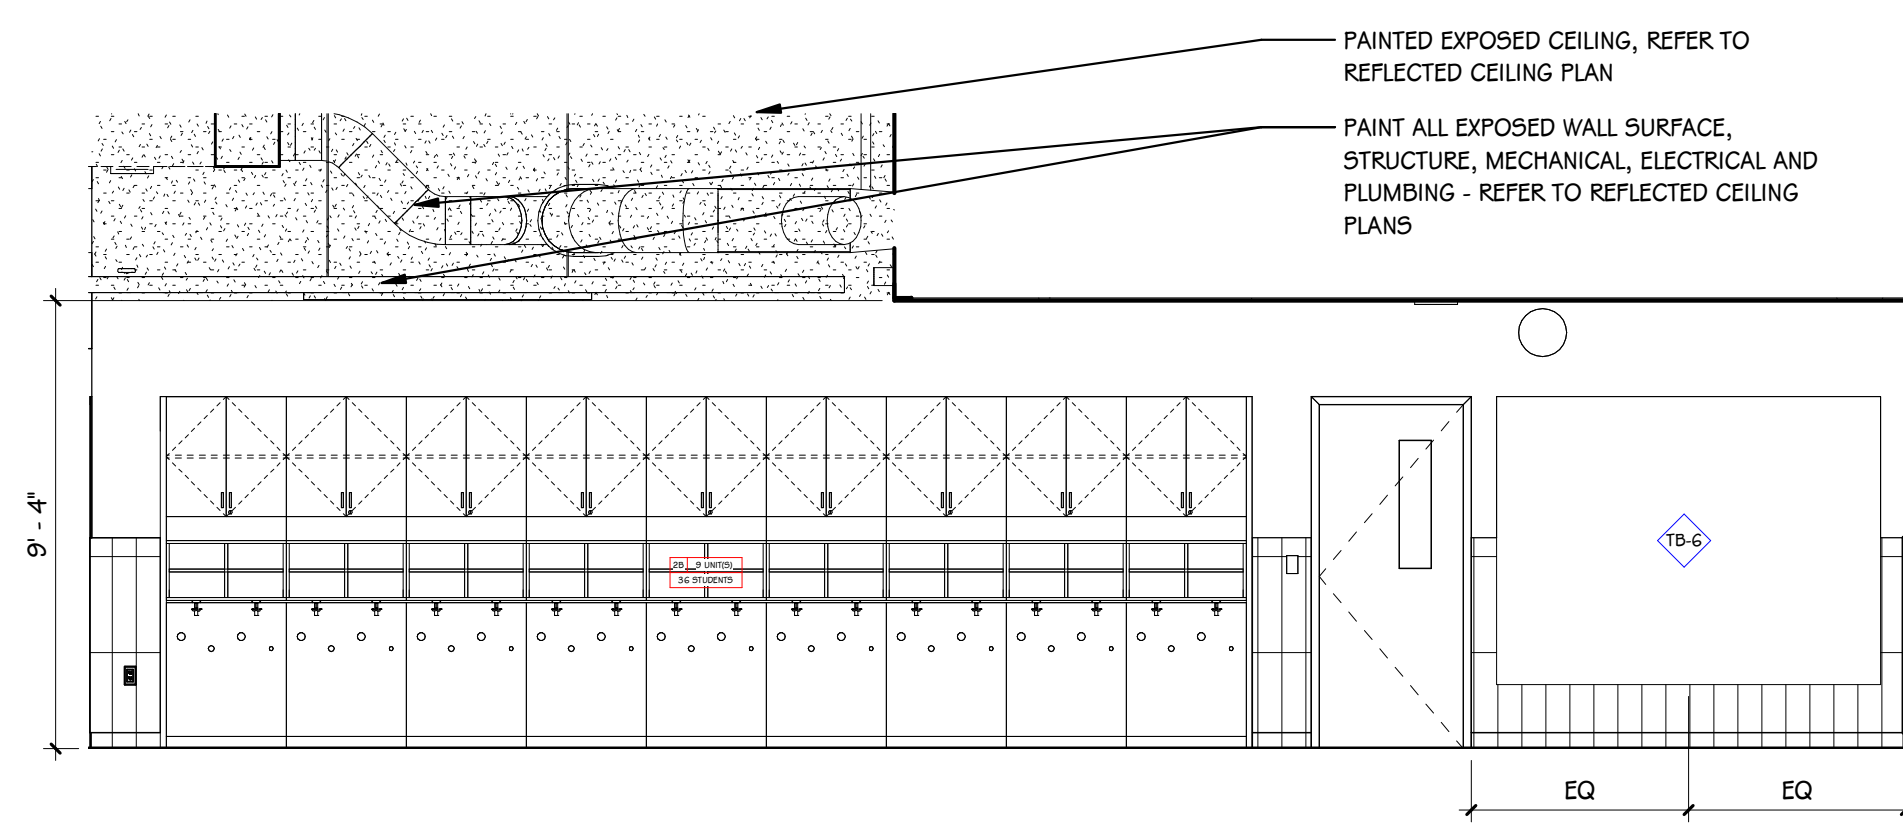 PAINTED EXPOSED CEILING, REFER TO
REFLECTED CEILING PLAN
PAINT ALL EXPOSED WALL SURFACE,
STRUCTURE, MECHANICAL, ELECTRICAL AND
PLUMBING - REFER TO REFLECTED CEILING
PLANS
9' - 4"
TB-6
2B 9 UNIT(S)
36 STUDENTS
EQ EQ